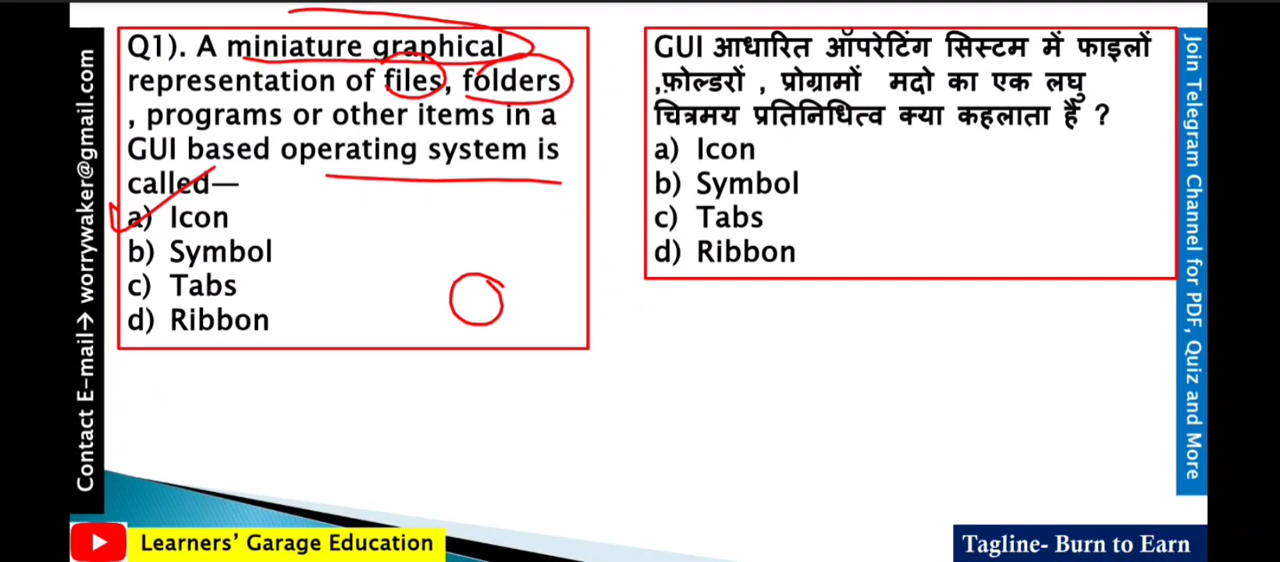 Q1). A miniature graphical
representation of files, folders
, programs or other items in a
GUI based operating system is
called—
a) Icon
b) Symbol
c) Tabs
d) Ribbon
GUI आधारित ऑपरेटिंग सिस्टम में फाइलों
,फ़ोल्डरों , प्रोग्रामों मदो का एक लघु
चित्रमय प्रतिनिधित्व क्या कहलाता हैं ?
a) Icon
b) Symbol
c) Tabs
d) Ribbon
Contact E-mail→ worrywaker@gmail.com
Join Telegram Channel for PDF, Quiz and More
Learners’ Garage Education
Tagline- Burn to Earn